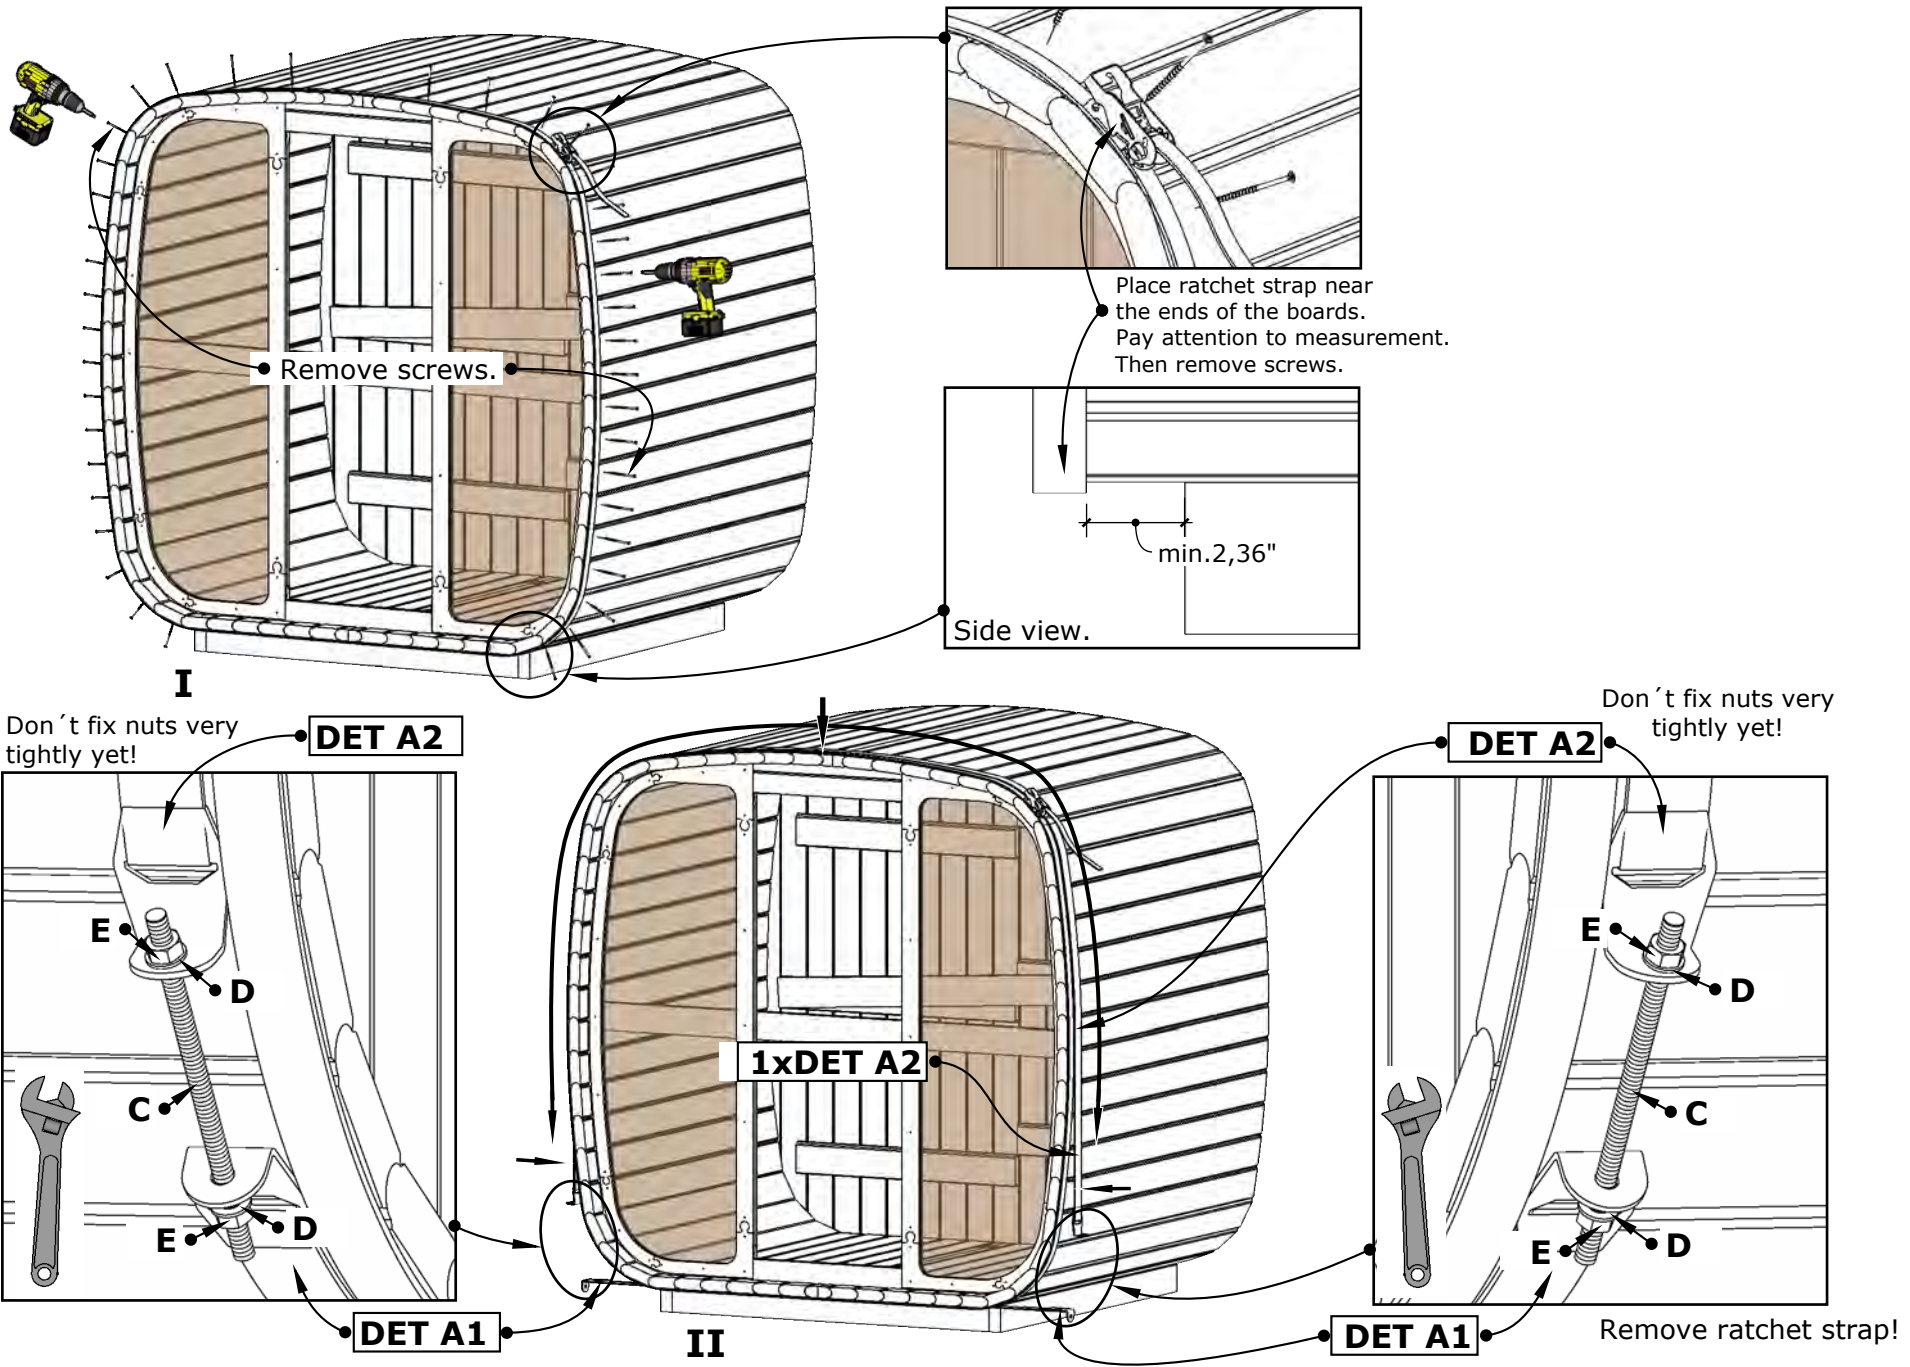 Remove screws.
Place ratchet strap near
the ends of the boards.
Pay attention to measurement.
Then remove screws.
min.2,36"
Side view.
I
Don´t fix nuts very
tightly yet!
DET A2
E
D
C
E
D
DET A1
1xDET A2
II
Don´t fix nuts very
tightly yet!
DET A2
E
D
C
E
D
DET A1
Remove ratchet strap!